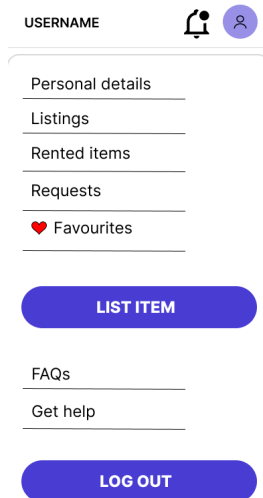 USERNAME
Personal details
Listings
Rented items
Requests
Favourites
LIST ITEM
FAQs
Get help
LOG OUT